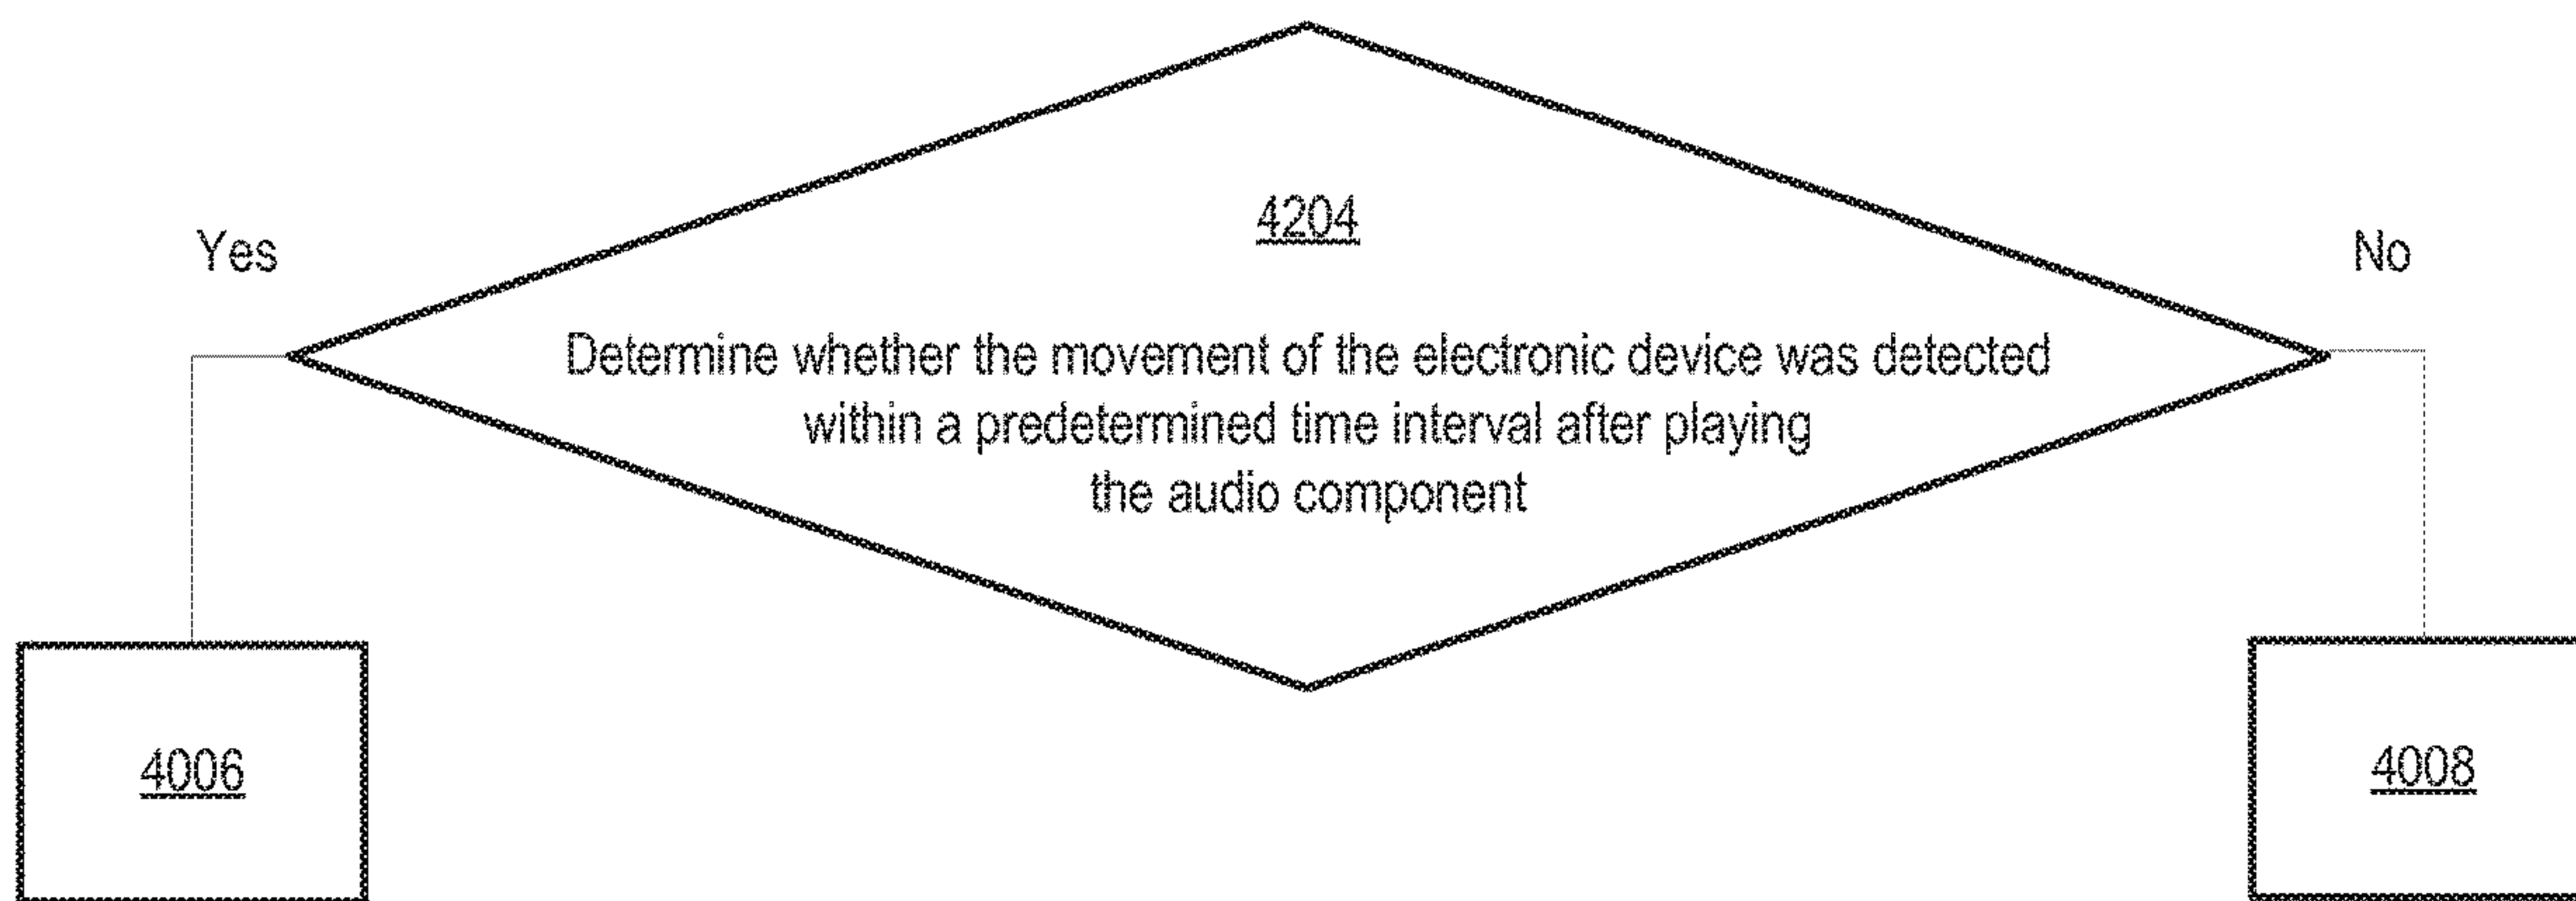 4204
Yes
No
Determine whether the movement of the electronic device was detected
within a predetermined time interval after playing
the audio component
4006
4008